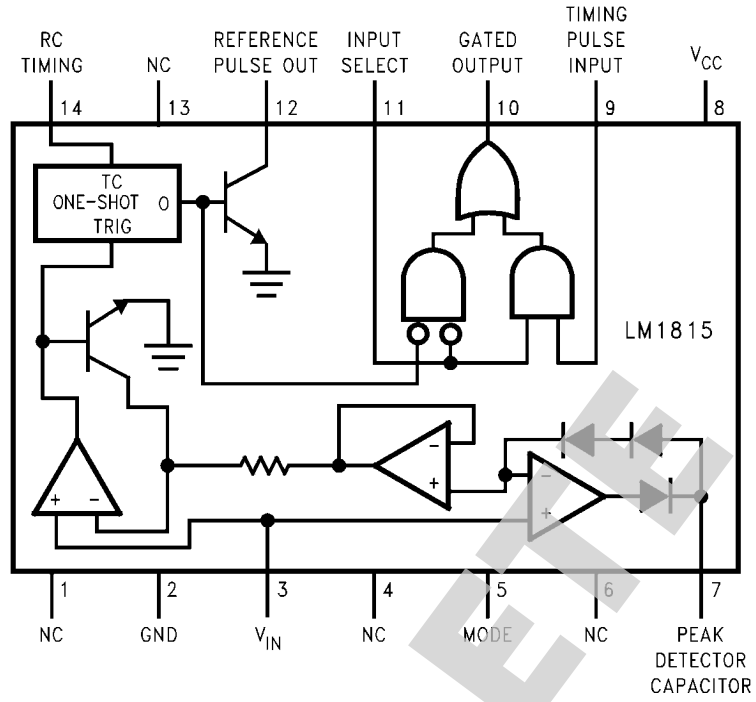 RC TIMING
NC
REFERENCE PULSE OUT
INPUT SELECT
GATED OUTPUT
TIMING PULSE INPUT
VCC
14
13
12
11
10
9
8
TC
ONE-SHOT O
TRIG
LM1815
+ −
−
+
−
+
1
2
3
4
5
6
7
NC
GND
VIN
NC
MODE
NC
PEAK DETECTOR CAPACITOR
ETE